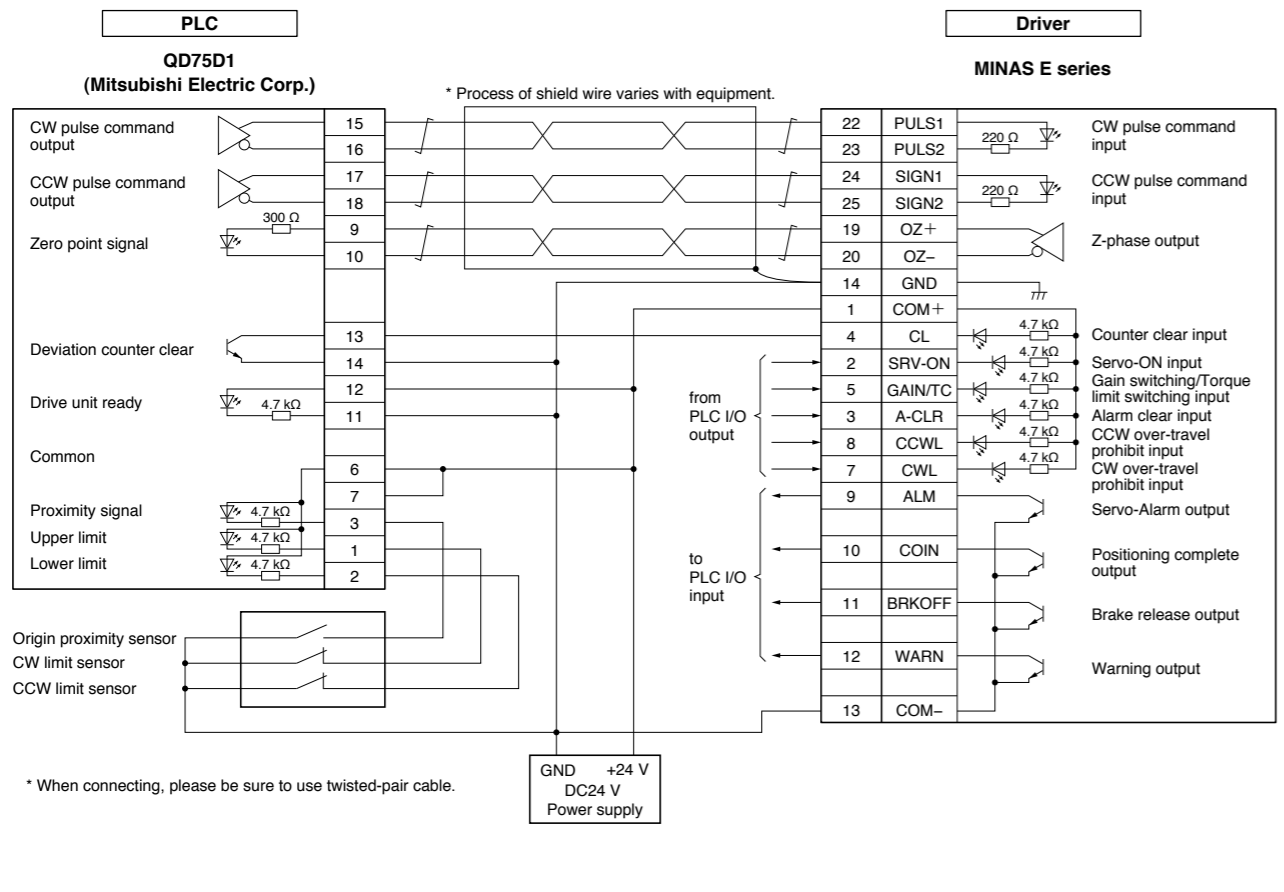 PLC
Driver
QD75D1
(Mitsubishi Electric Corp.)
MINAS E series
* Process of shield wire varies with equipment.
CW pulse command
output
15
16
CCW pulse command
output
17
18
300 Ω
Zero point signal
9
10
Deviation counter clear
13
14
Drive unit ready
4.7 kΩ
12
11
Common
6
7
Proximity signal
4.7 kΩ
3
Upper limit
4.7 kΩ
1
Lower limit
4.7 kΩ
2
Origin proximity sensor
CW limit sensor
CCW limit sensor
22 PULS1
23 PULS2
220 Ω
CW pulse command
input
24 SIGN1
25 SIGN2
220 Ω
CCW pulse command
input
19 OZ+
20 OZ−
Z-phase output
14 GND
1 COM+
4 CL 4.7 kΩ Counter clear input
2 SRV-ON 4.7 kΩ Servo-ON input
5 GAIN/TC 4.7 kΩ Gain switching/Torque
limit switching input
3 A-CLR 4.7 kΩ Alarm clear input
8 CCWL 4.7 kΩ CCW over-travel
prohibit input
7 CWL 4.7 kΩ CW over-travel
prohibit input
from
PLC I/O
output
9 ALM Servo-Alarm output
10 COIN Positioning complete
output
11 BRKOFF Brake release output
12 WARN Warning output
13 COM−
to
PLC I/O
input
GND +24 V
DC24 V
Power supply
* When connecting, please be sure to use twisted-pair cable.